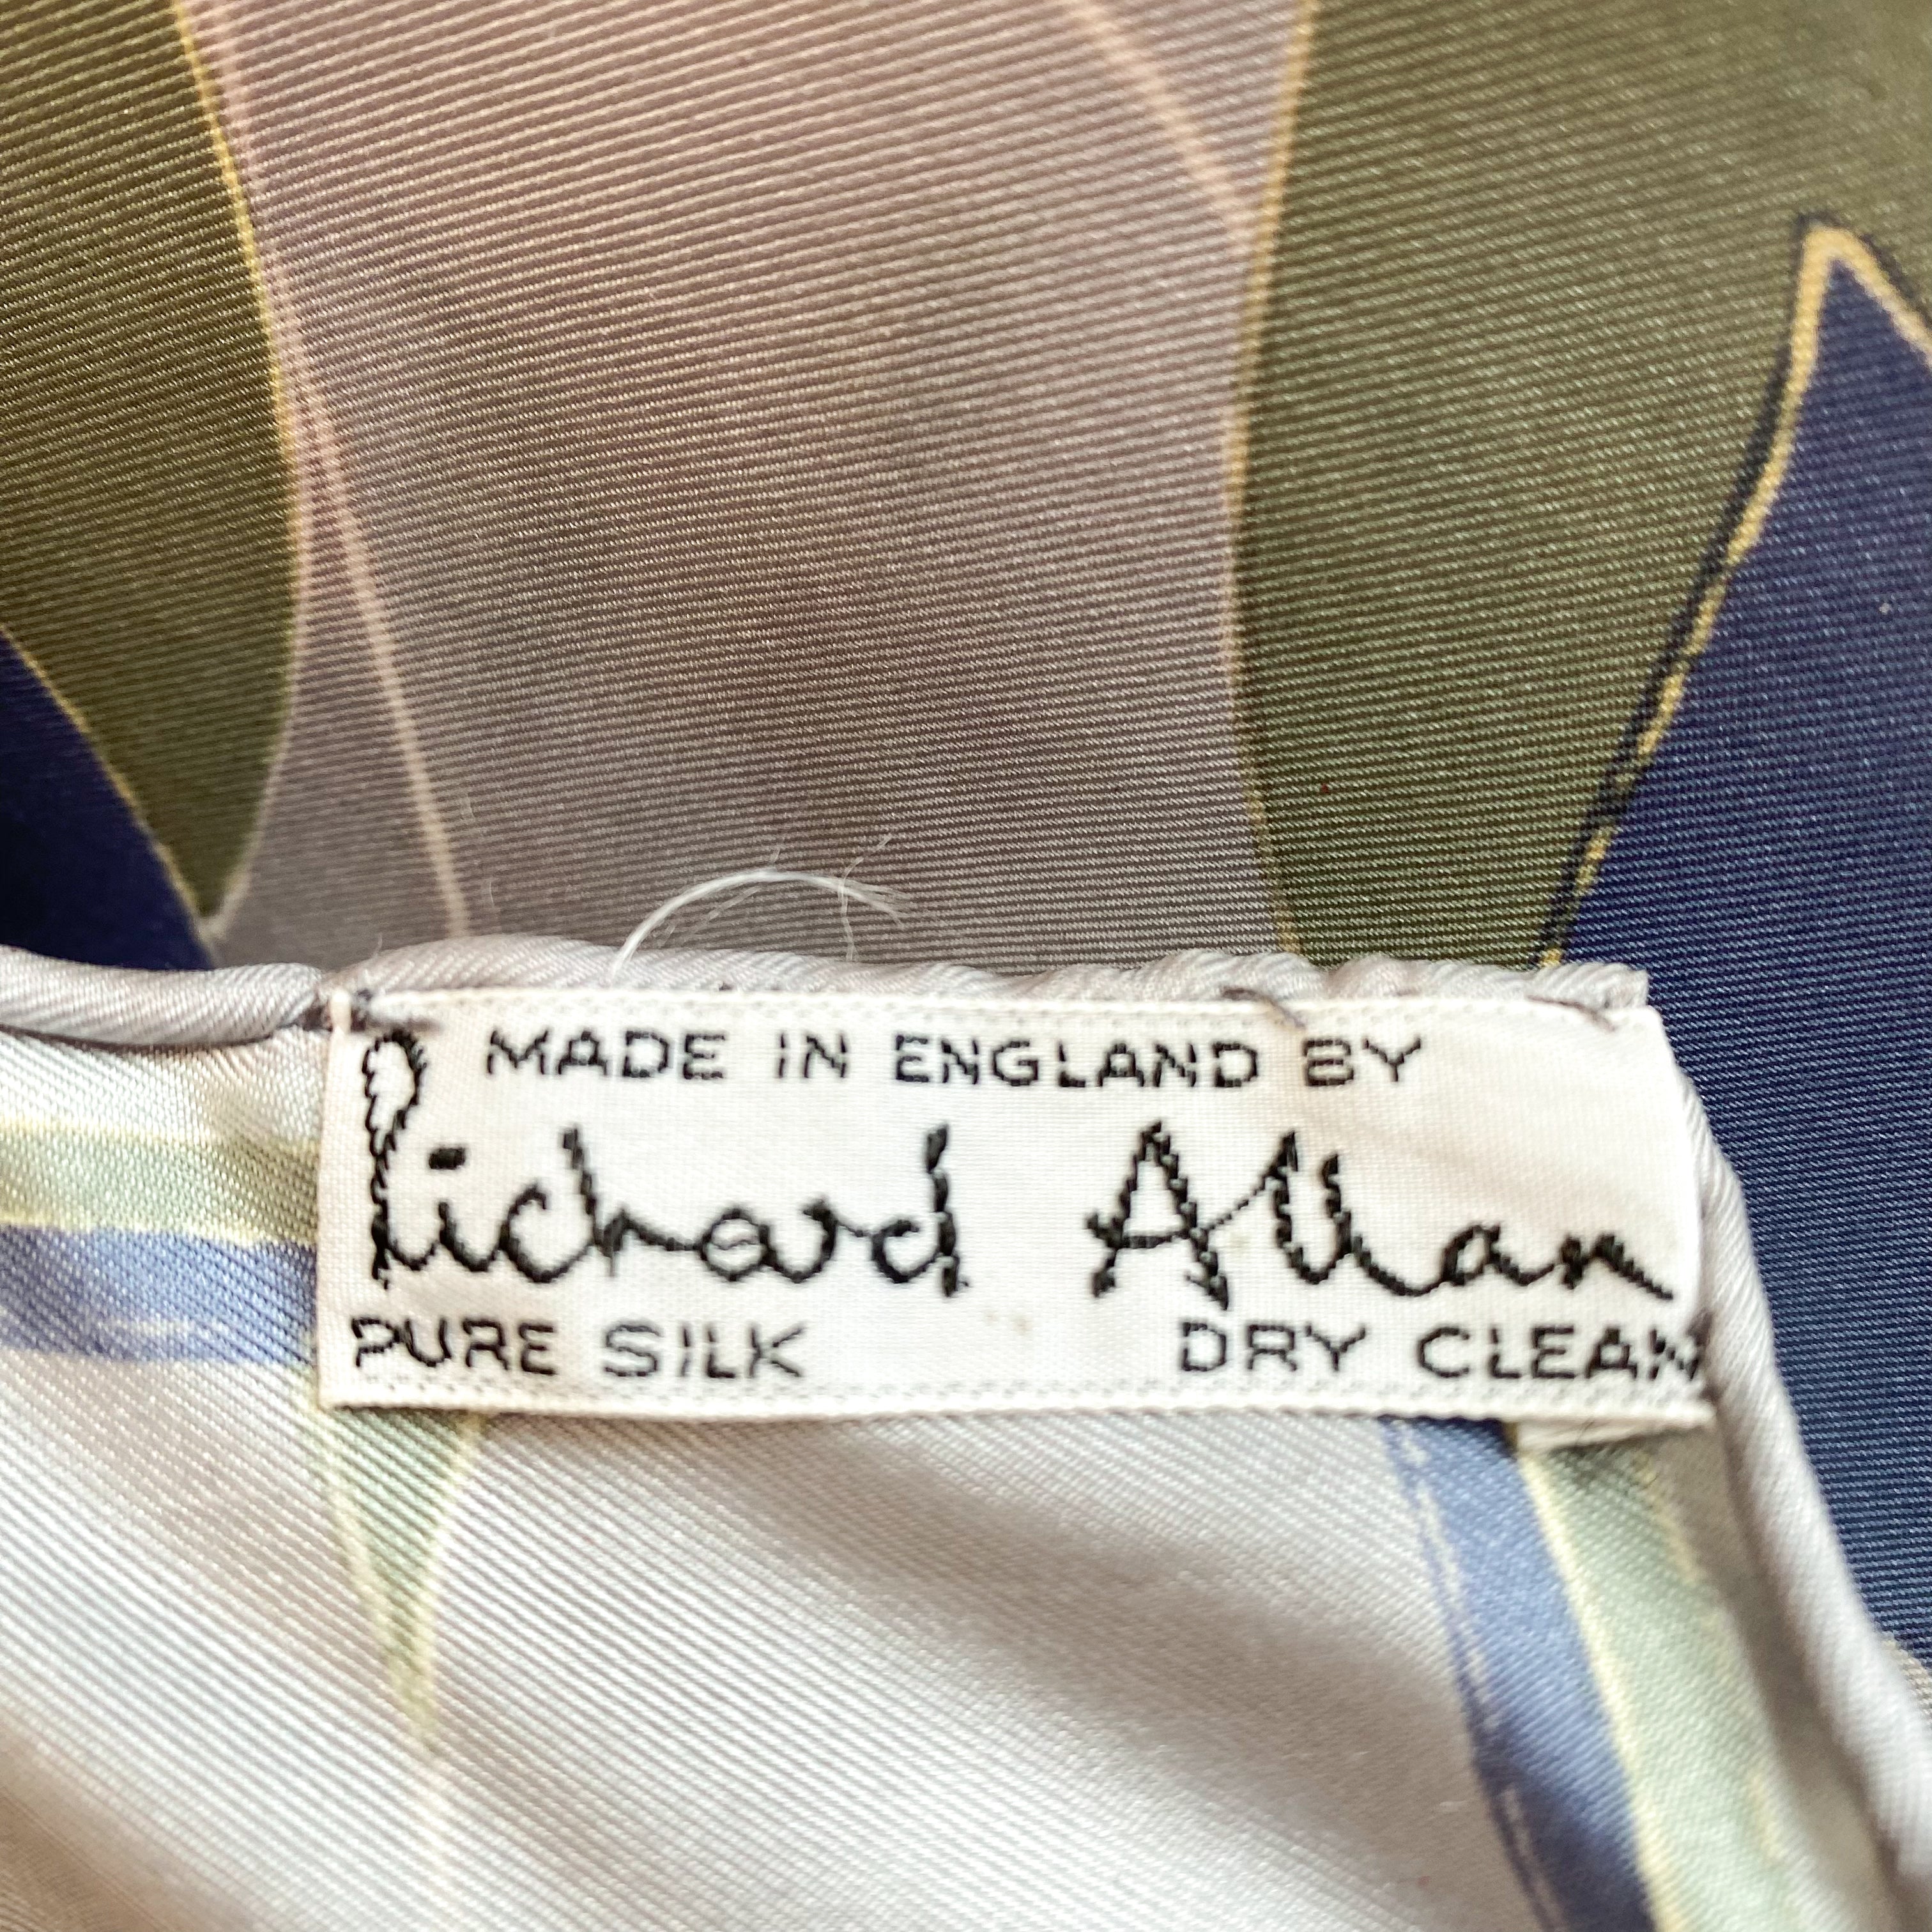 MADE IN ENGLAND BY
Richard Allan
PURE SILK DRY CLEAN